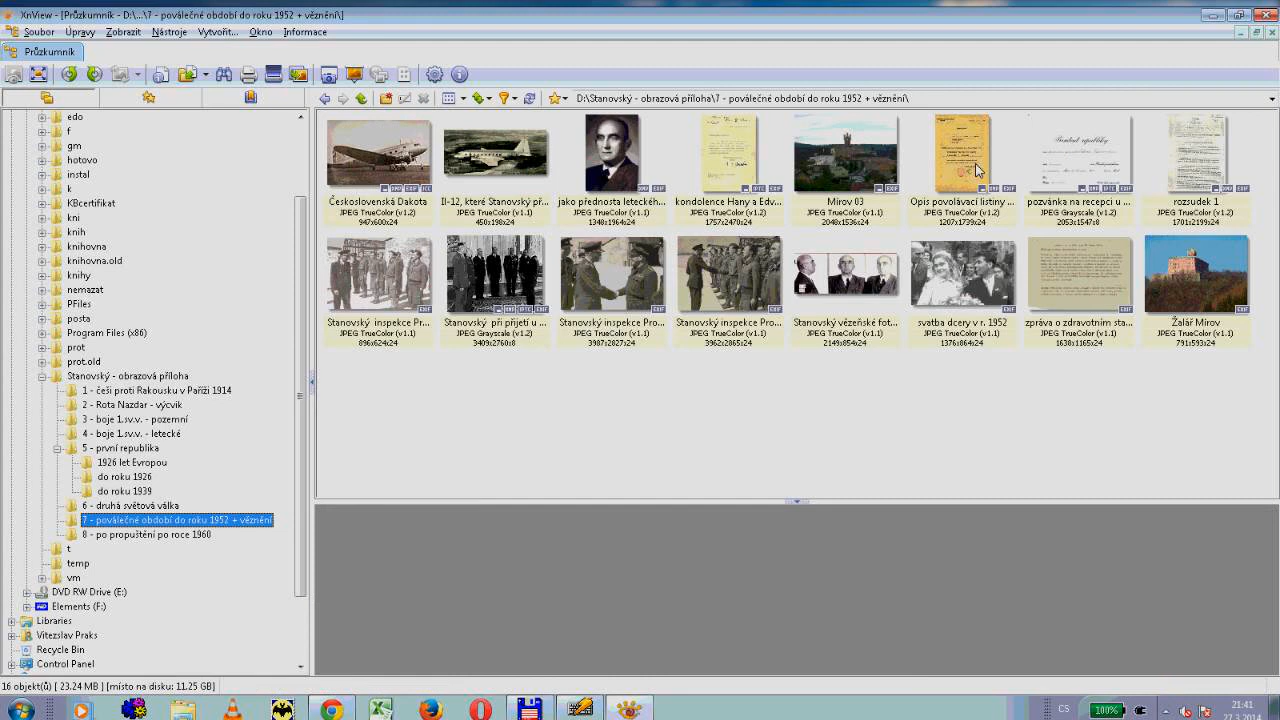 XnView - [Průzkumník - D:\...\7 - poválečné období do roku 1952 + věznění\]
Soubor Úpravy Zobrazit Nástroje Vytvořit... Okno Informace
Průzkumník
D:\Stanovský - obrazová příloha\7 - poválečné období do roku 1952 + věznění\
edo
f
gm
hotovo
instal
k
KBcertifikat
kni
knih
knihovna
knihovna.old
knihy
nemazat
PFiles
posta
Program Files (x86)
prot
prot.old
Stanovský - obrazová příloha
1 - češi proti Rakousku v Paříži 1914
2 - Rota Nazdar - výcvik
3 - boje 1.sv.v. - pozemní
4 - boje 1.sv.v. - letecké
5 - první republika
1926 let Evropou
do roku 1926
do roku 1939
6 - druhá světová válka
7 - poválečné období do roku 1952 + věznění
8 - po propuštění po roce 1960
t
temp
vm
DVD RW Drive (E:)
Elements (F:)
Libraries
Vitezslav Praks
Recycle Bin
Control Panel
Československá Dakota
JPEG TrueColor (v1.2)
947x600x24
Il-12, které Stanovský př...
JPEG TrueColor (v1.1)
450x198x24
jako přednosta leteckéh...
JPEG TrueColor (v1.1)
1348x1964x24
kondolence Hany a Edv...
JPEG TrueColor (v1.2)
1757x2470x24
Mírov 03
JPEG TrueColor (v1.1)
2048x1536x24
Opis povolávací listiny ...
JPEG TrueColor (v1.2)
1207x1739x24
pozvánka na recepci u ...
JPEG Grayscale (v1.2)
2053x1547x8
rozsudek 1
JPEG TrueColor (v1.2)
1701x2199x24
Stanovský inspekce Pr...
JPEG TrueColor (v1.1)
896x624x24
Stanovský při přijetí u ...
JPEG Grayscale (v1.2)
3409x2760x8
Stanovský inspekce Pro...
JPEG TrueColor (v1.1)
3987x2827x24
Stanovský inspekce Pro...
JPEG TrueColor (v1.1)
3962x2865x24
Stanovský vězeňské fot...
JPEG TrueColor (v1.1)
2149x854x24
svatba dcery v r. 1952
JPEG TrueColor (v1.1)
1376x864x24
zpráva o zdravotním sta...
JPEG TrueColor (v1.1)
1638x1165x24
Žalář Mírov
JPEG TrueColor (v1.1)
791x593x24
16 objekt(ů) [ 23.24 MB ] [místo na disku: 11.25 GB]
CS
100%
21:41
27.3.2014